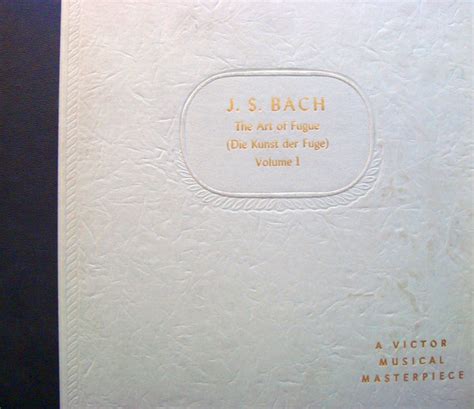 J. S. BACH
The Art of Fugue
(Die Kunst der Fuge)
Volume I
A VICTOR
MUSICAL
MASTERPIECE